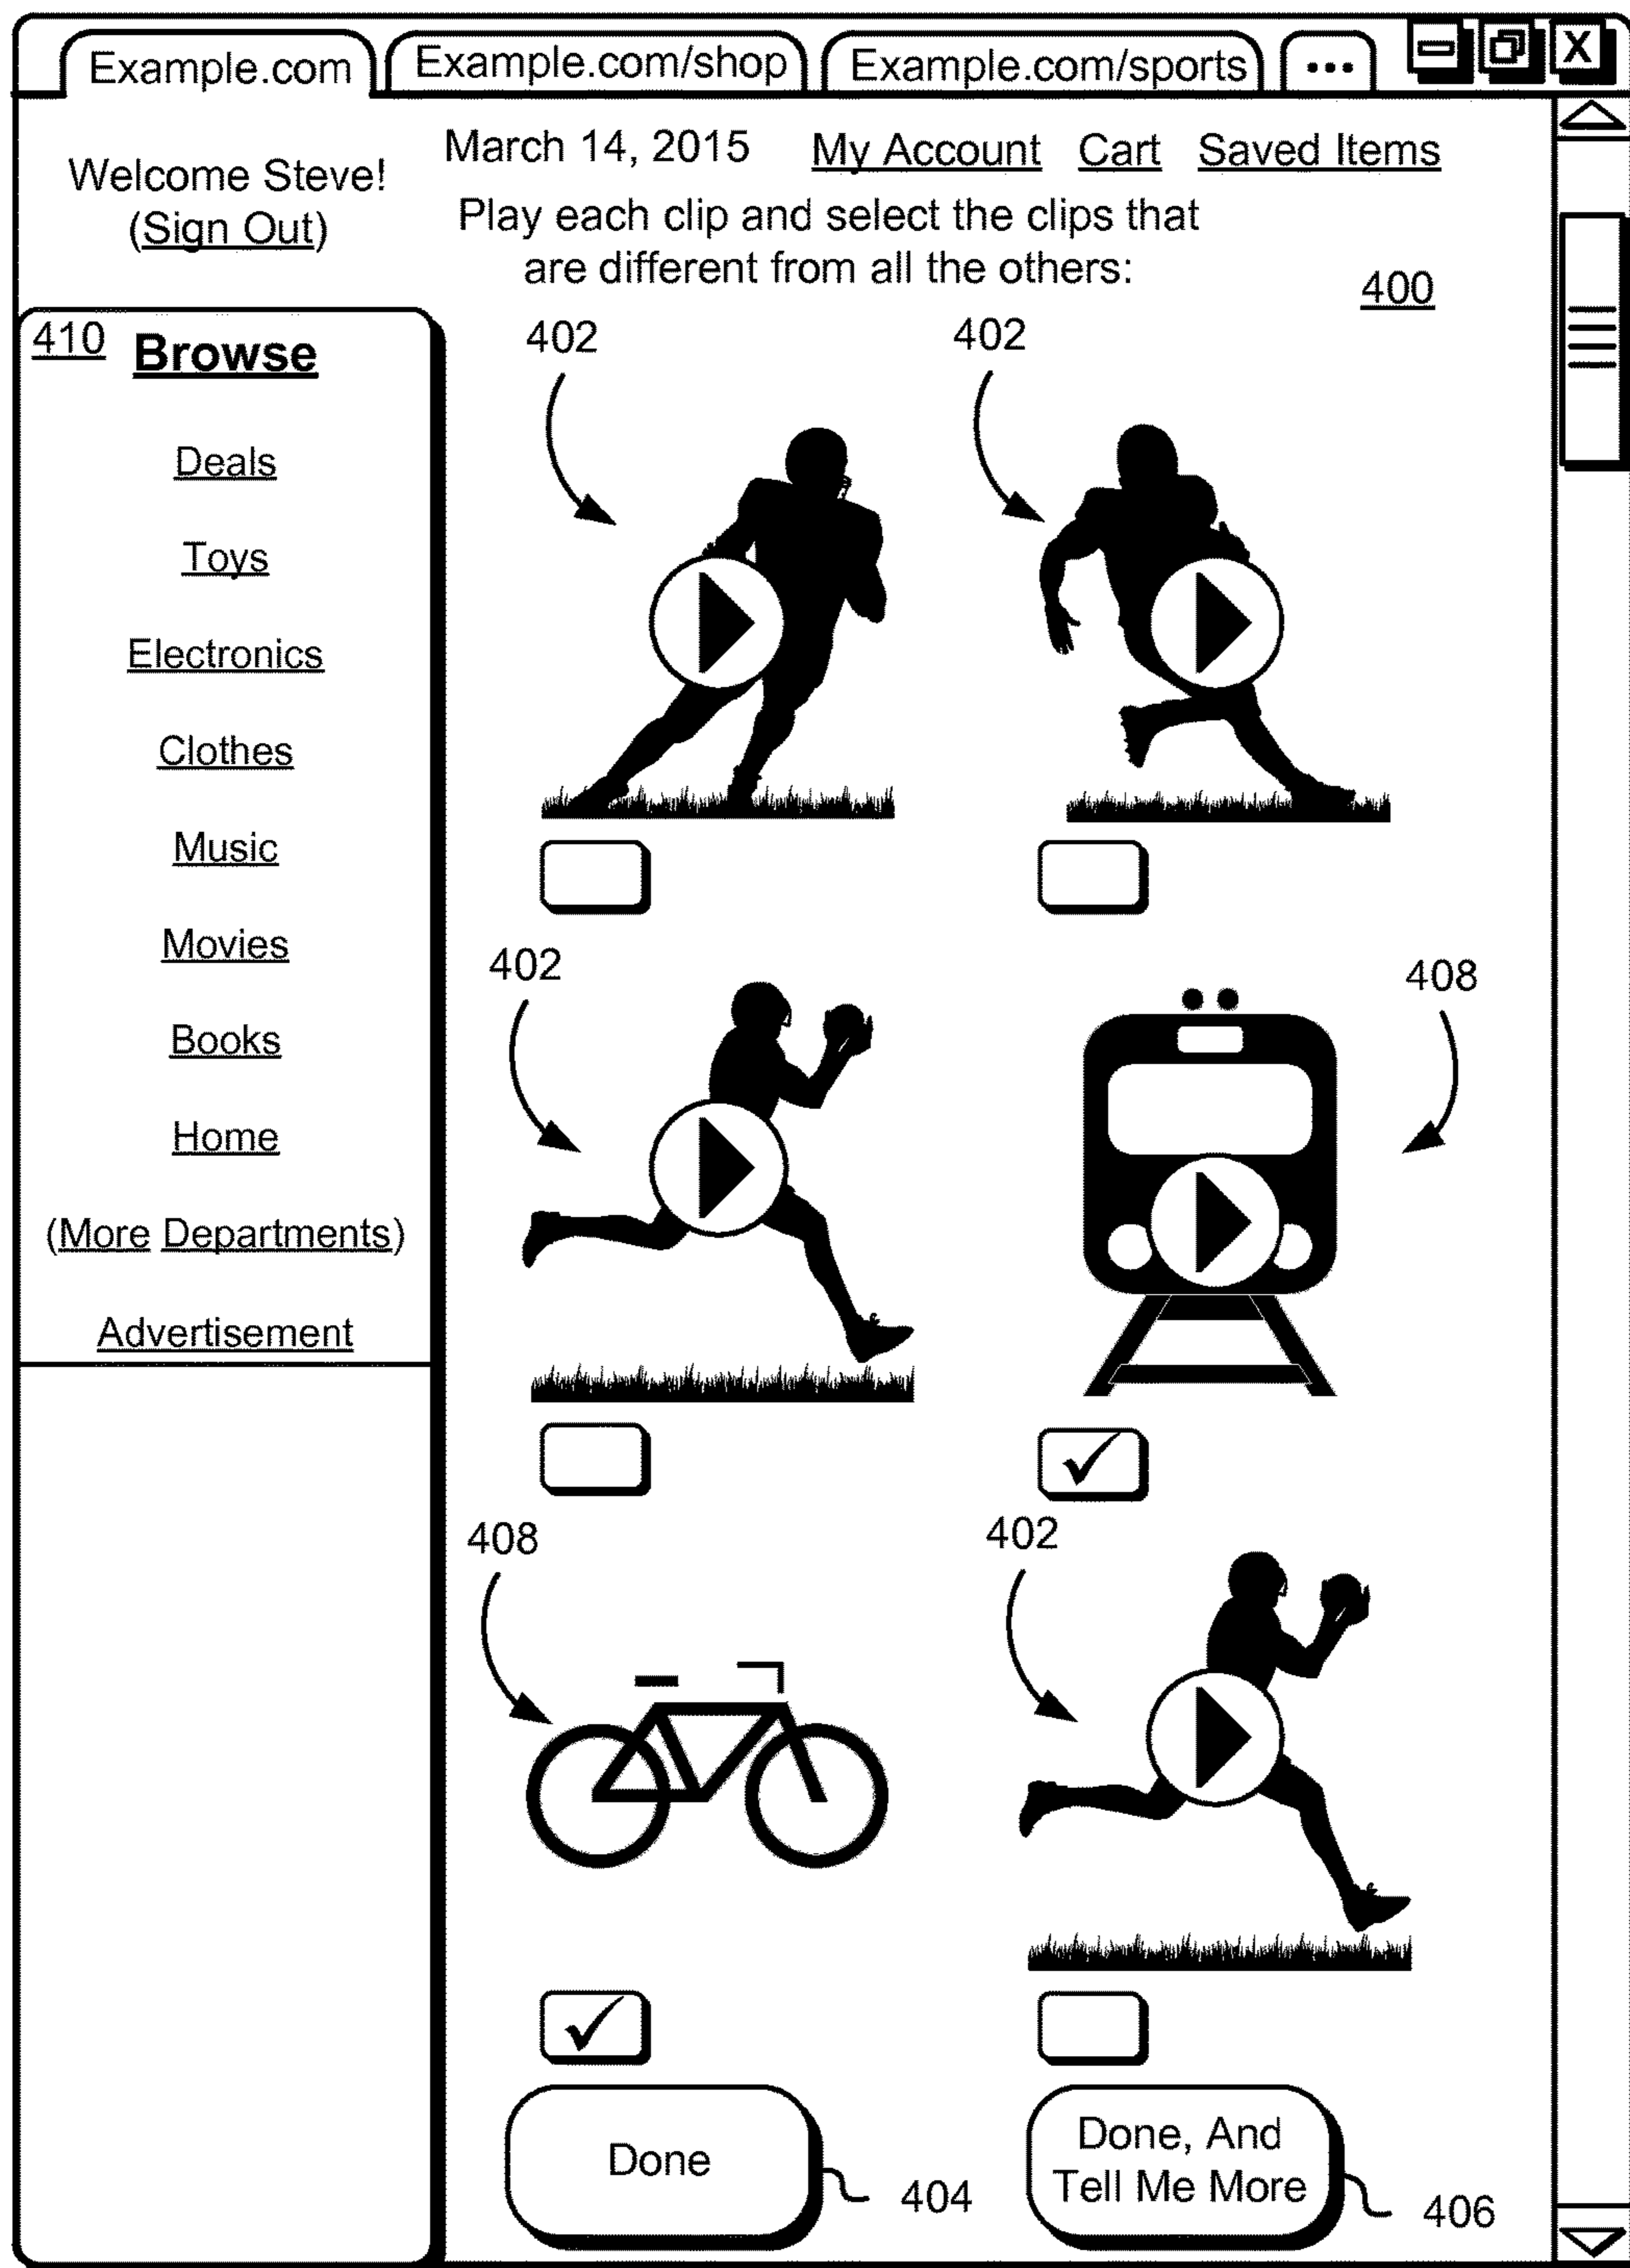 Example.com
Example.com/shop
Example.com/sports
...
X
Welcome Steve!
(Sign Out)
March 14, 2015
My Account
Cart
Saved Items
Play each clip and select the clips that
are different from all the others:
400
410
Browse
Deals
Toys
Electronics
Clothes
Music
Movies
Books
Home
(More Departments)
Advertisement
402
402
402
408
408
402
Done
404
Done, And
Tell Me More
406